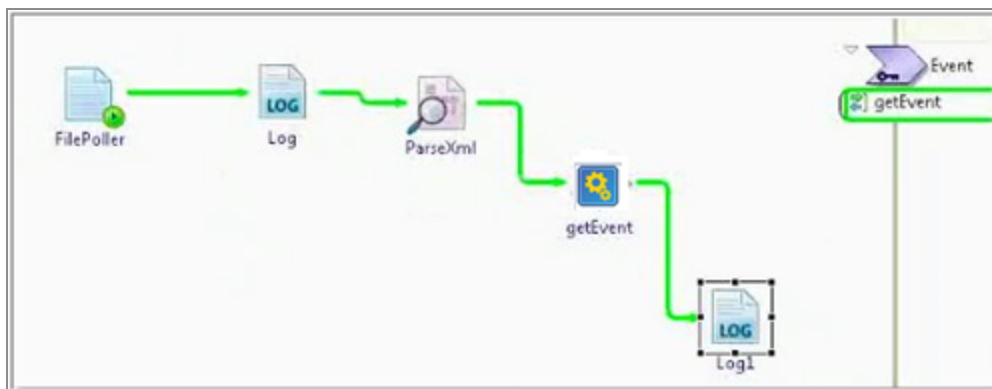 FilePoller
LOG
Log
ParseXml
getEvent
LOG
Log1
Event
getEvent